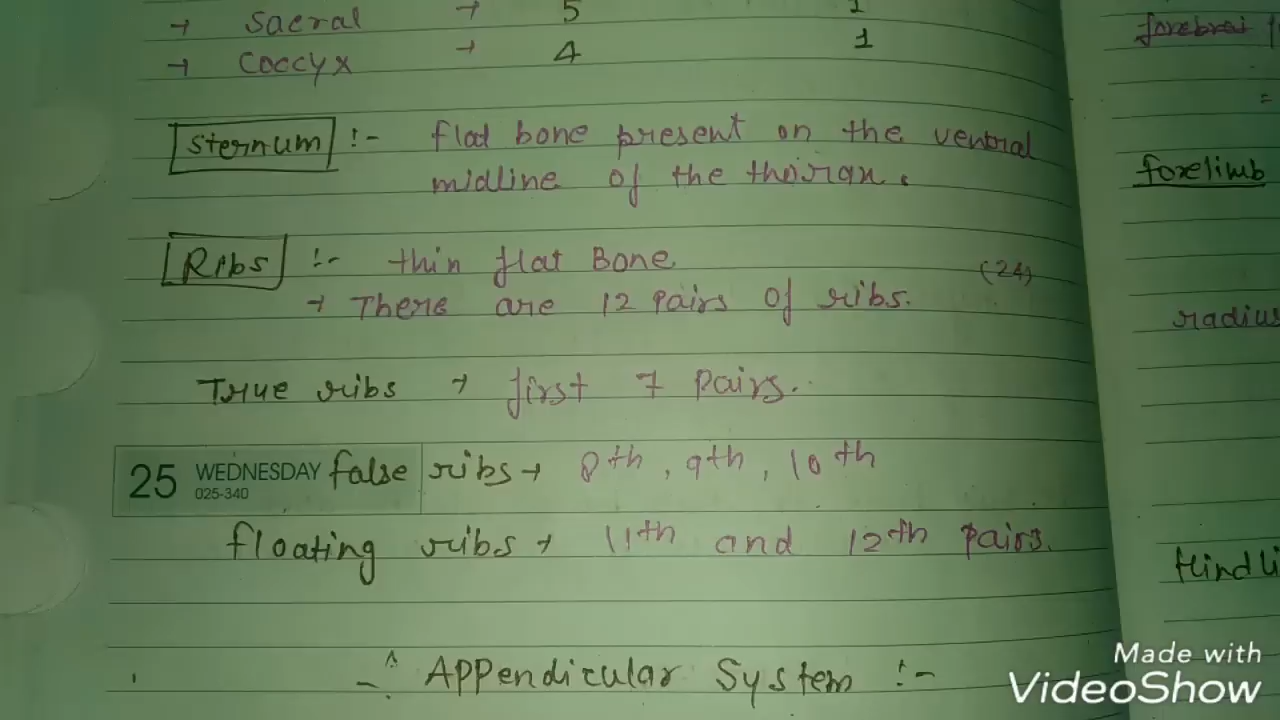 → Sacral → 5 1
→ Coccyx → 4 1
Sternum :- flat bone present on the ventral
midline of the thoirax.
Ribs :- thin flat Bone
(24)
→ There are 12 pairs of ribs.
True ribs → first 7 pairs.
25 WEDNESDAY false ribs → 8th, 9th, 10th
025-340
floating ribs → 11th and 12th pairs.
Appendicular System :-
forelimb
radius
Hindli
Made with
VideoShow